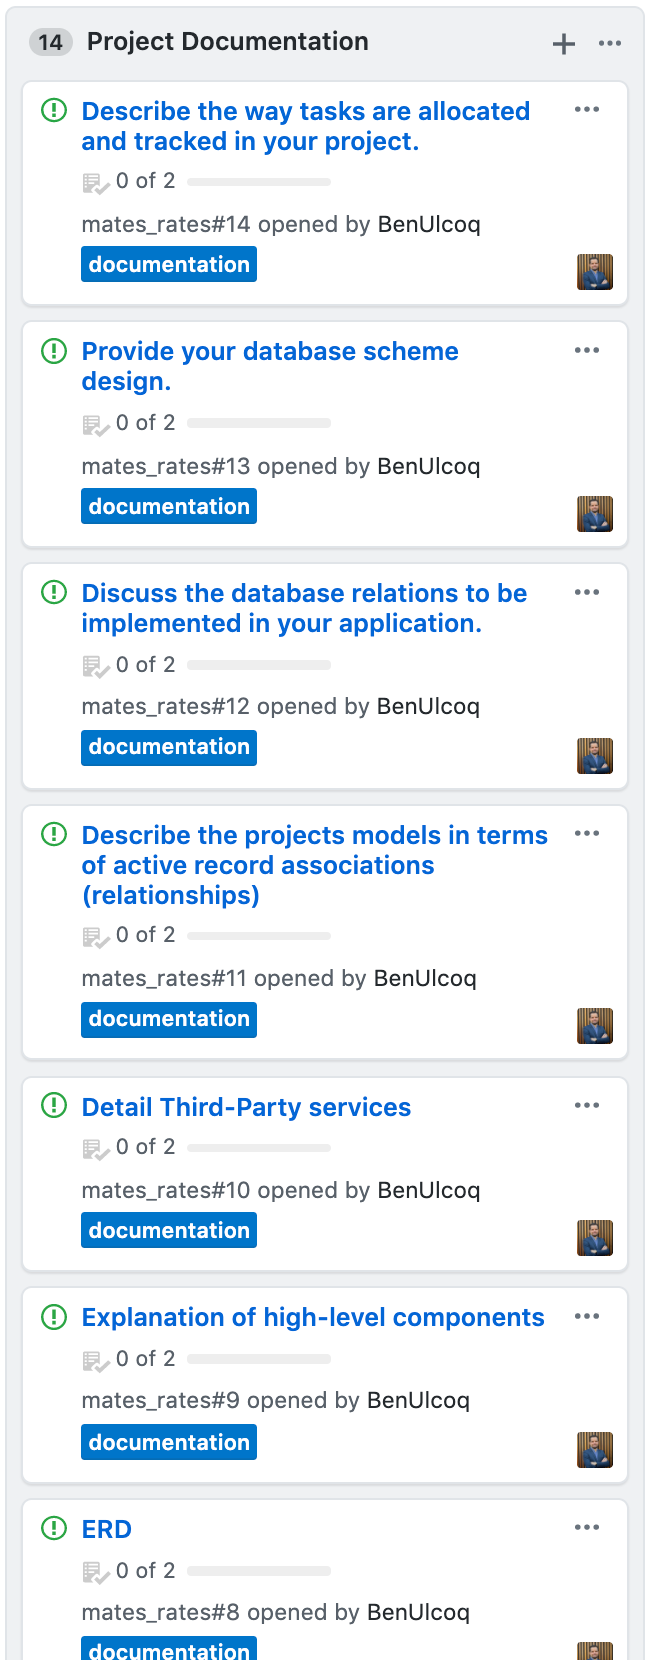 14 Project Documentation
Describe the way tasks are allocated
and tracked in your project.
0 of 2
mates_rates#14 opened by BenUlcoq
documentation
Provide your database scheme
design.
0 of 2
mates_rates#13 opened by BenUlcoq
documentation
Discuss the database relations to be
implemented in your application.
0 of 2
mates_rates#12 opened by BenUlcoq
documentation
Describe the projects models in terms
of active record associations
(relationships)
0 of 2
mates_rates#11 opened by BenUlcoq
documentation
Detail Third-Party services
0 of 2
mates_rates#10 opened by BenUlcoq
documentation
Explanation of high-level components
0 of 2
mates_rates#9 opened by BenUlcoq
documentation
ERD
0 of 2
mates_rates#8 opened by BenUlcoq
documentation